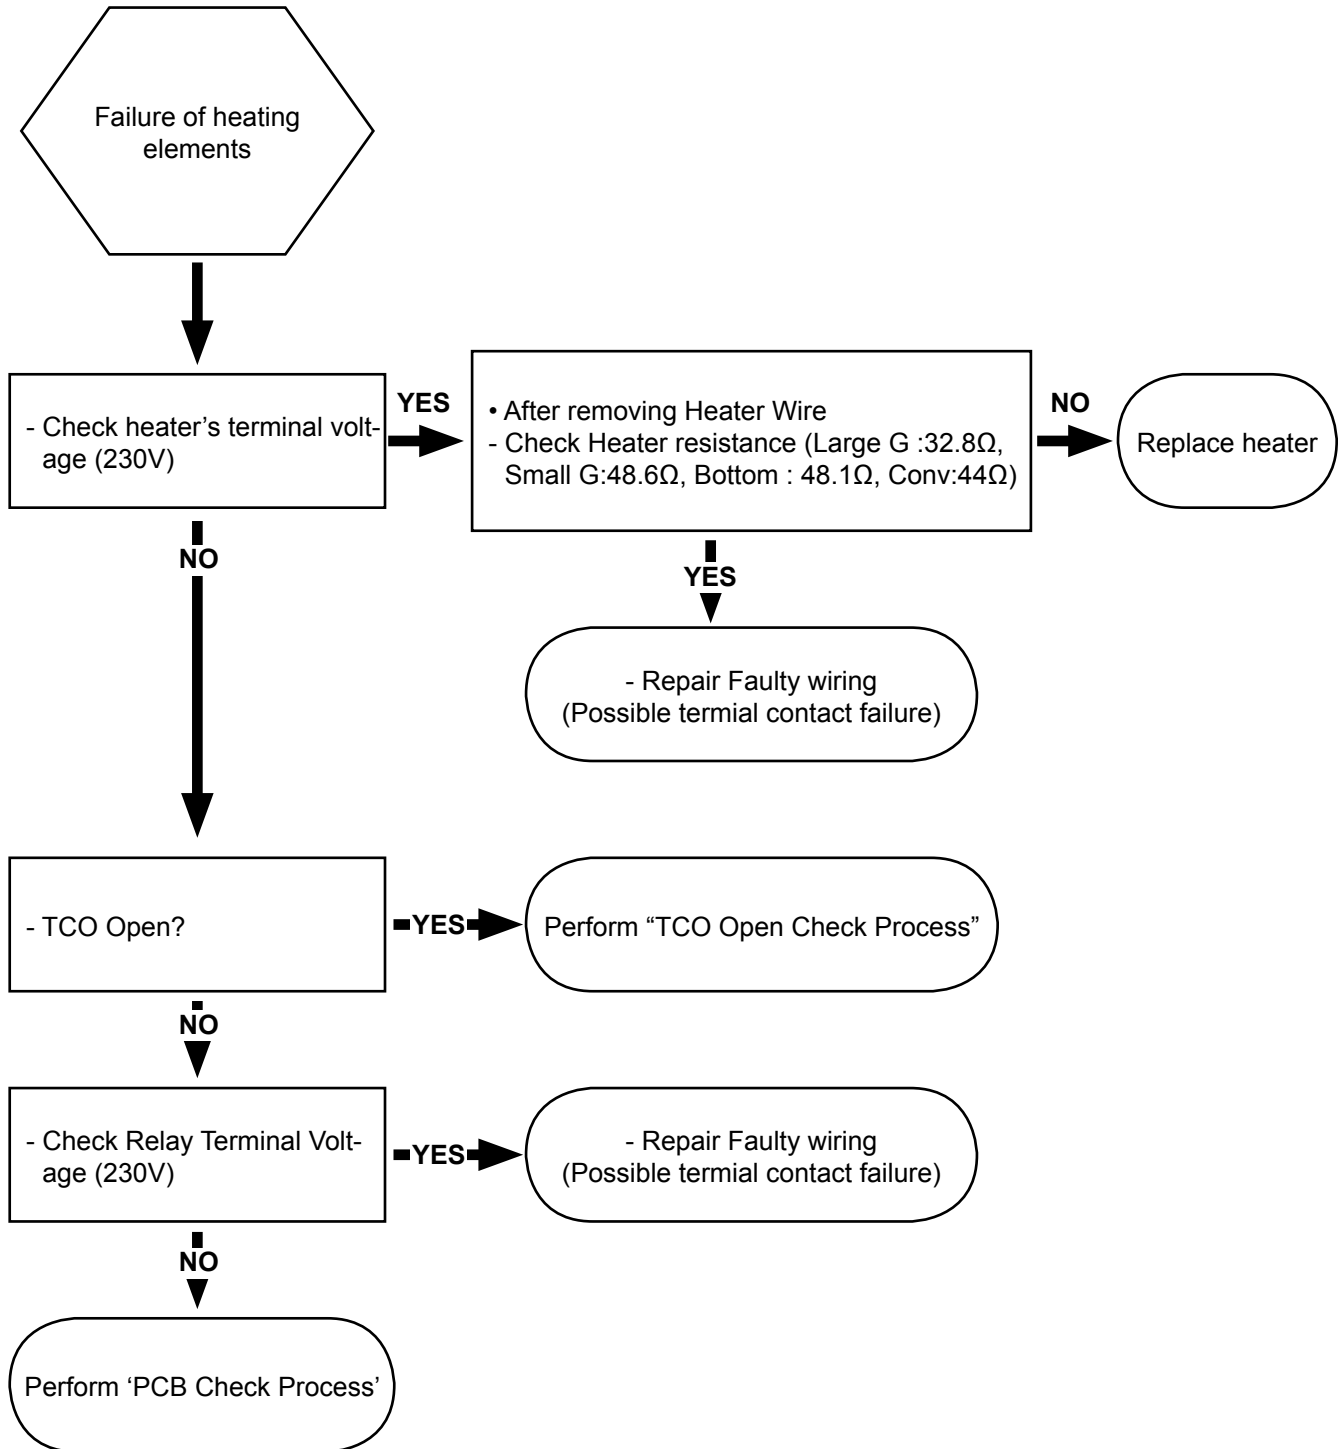 Failure of heating
elements
- Check heater’s terminal volt-
age (230V)
YES
• After removing Heater Wire
- Check Heater resistance (Large G :32.8Ω,
Small G:48.6Ω, Bottom : 48.1Ω, Conv:44Ω)
NO
Replace heater
NO
YES
- Repair Faulty wiring
(Possible termial contact failure)
- TCO Open?
YES
Perform “TCO Open Check Process”
NO
- Check Relay Terminal Volt-
age (230V)
YES
- Repair Faulty wiring
(Possible termial contact failure)
NO
Perform ‘PCB Check Process’